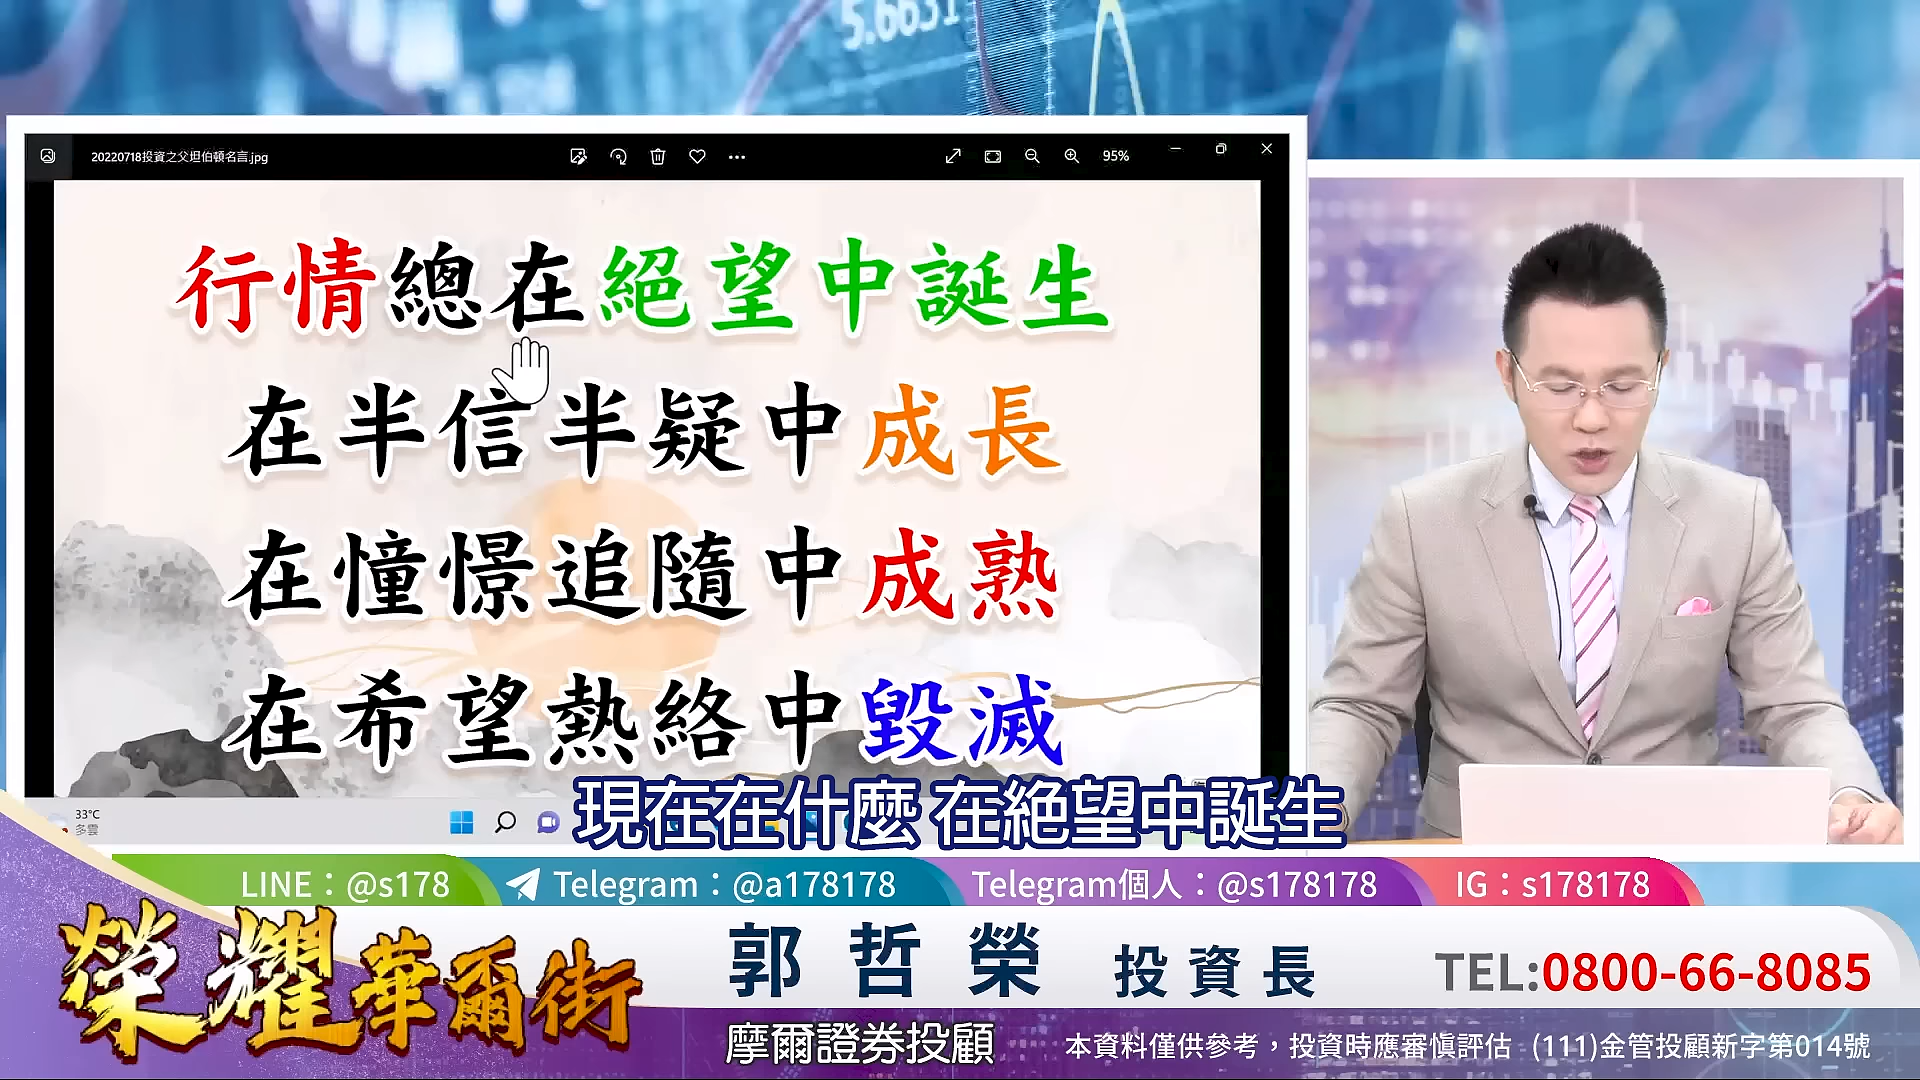 5.6631
20220718投資之父坦伯頓名言.jpg
95%
行情總在絕望中誕生
在半信半疑中成長
在憧憬追隨中成熟
在希望熱絡中毀滅
33°C
多雲
現在在什麼 在絕望中誕生
LINE：@s178
Telegram：@a178178
Telegram個人：@s178178
IG：s178178
榮耀華爾街
郭哲榮 投資長
TEL:0800-66-8085
摩爾證券投顧
本資料僅供參考，投資時應審慎評估 (111)金管投顧新字第014號